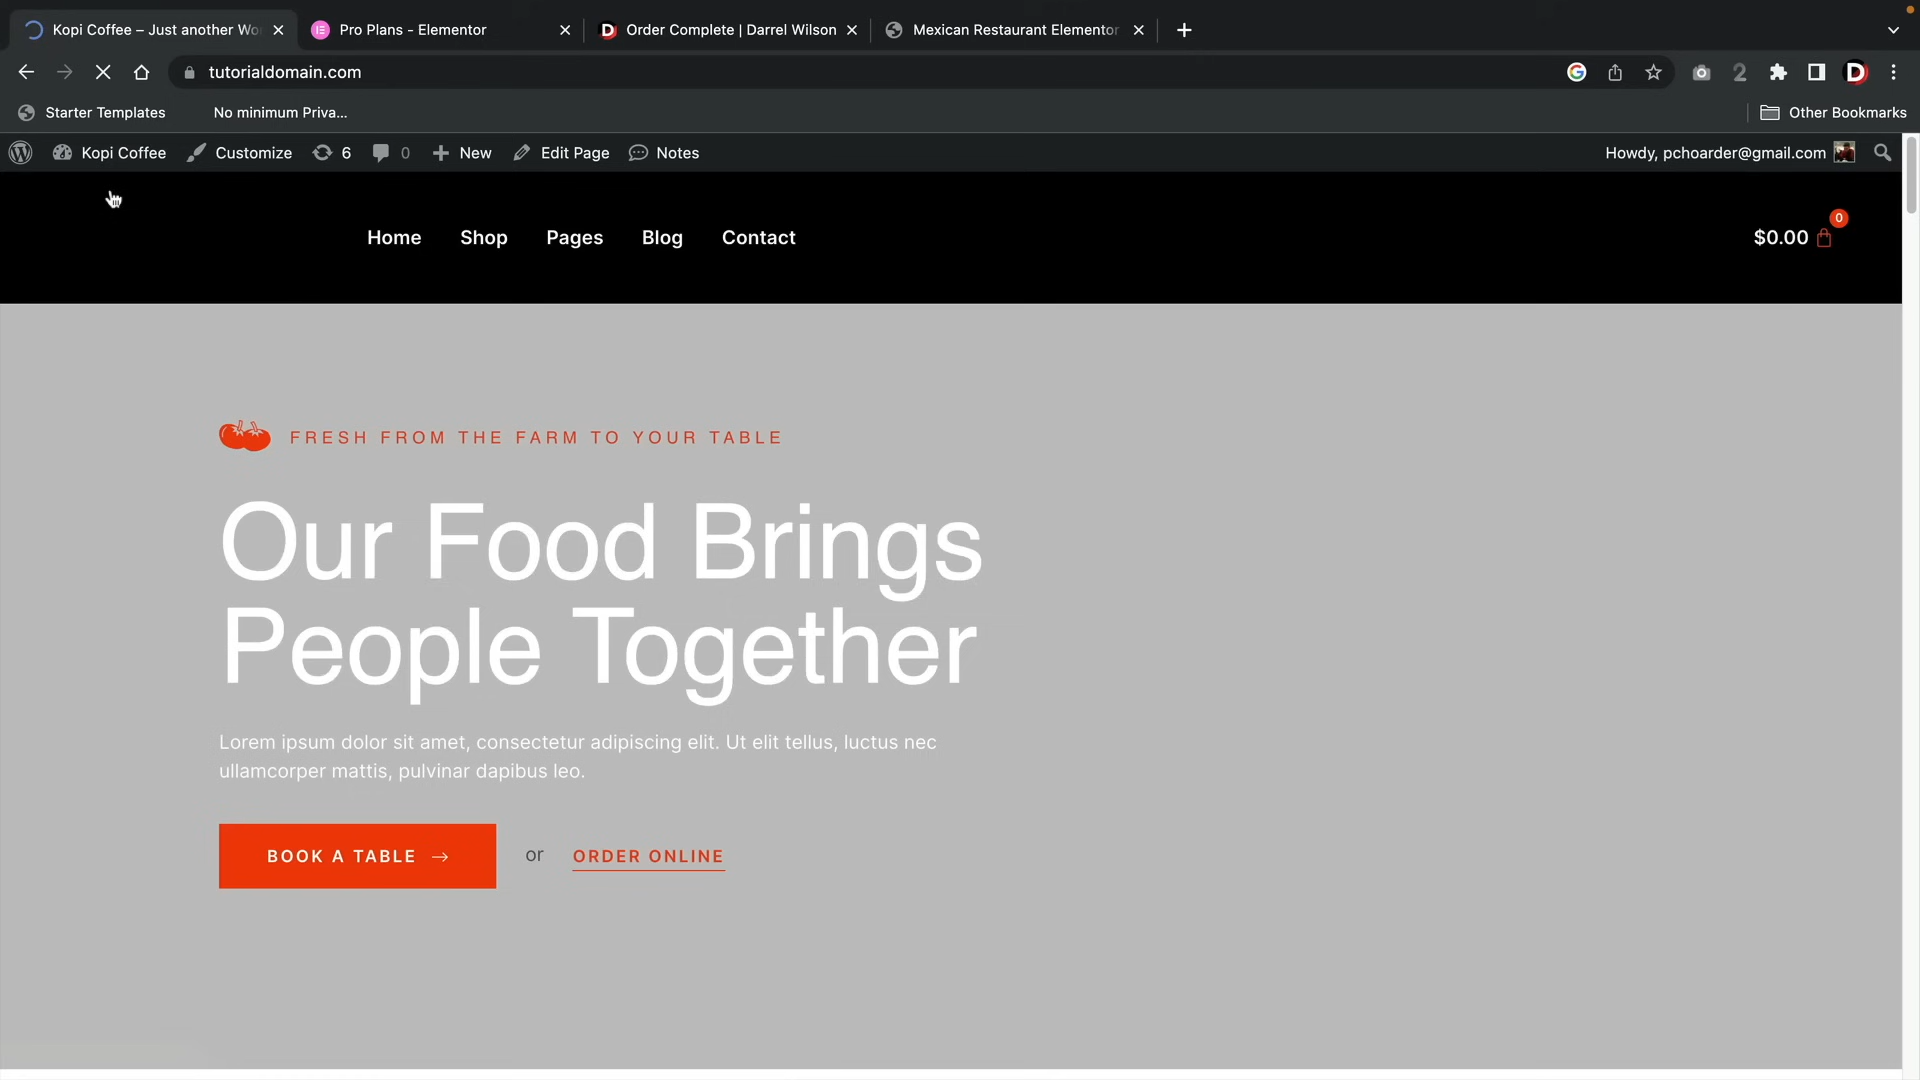 Kopi Coffee – Just another Wo
Pro Plans - Elementor
Order Complete | Darrel Wilson
Mexican Restaurant Elementor
tutorialdomain.com
Starter Templates
No minimum Priva...
Other Bookmarks
Kopi Coffee
Customize
6
0
New
Edit Page
Notes
Howdy, pchoarder@gmail.com
Home
Shop
Pages
Blog
Contact
$0.00
0
FRESH FROM THE FARM TO YOUR TABLE
Our Food Brings
People Together
Lorem ipsum dolor sit amet, consectetur adipiscing elit. Ut elit tellus, luctus nec
ullamcorper mattis, pulvinar dapibus leo.
BOOK A TABLE →
or
ORDER ONLINE